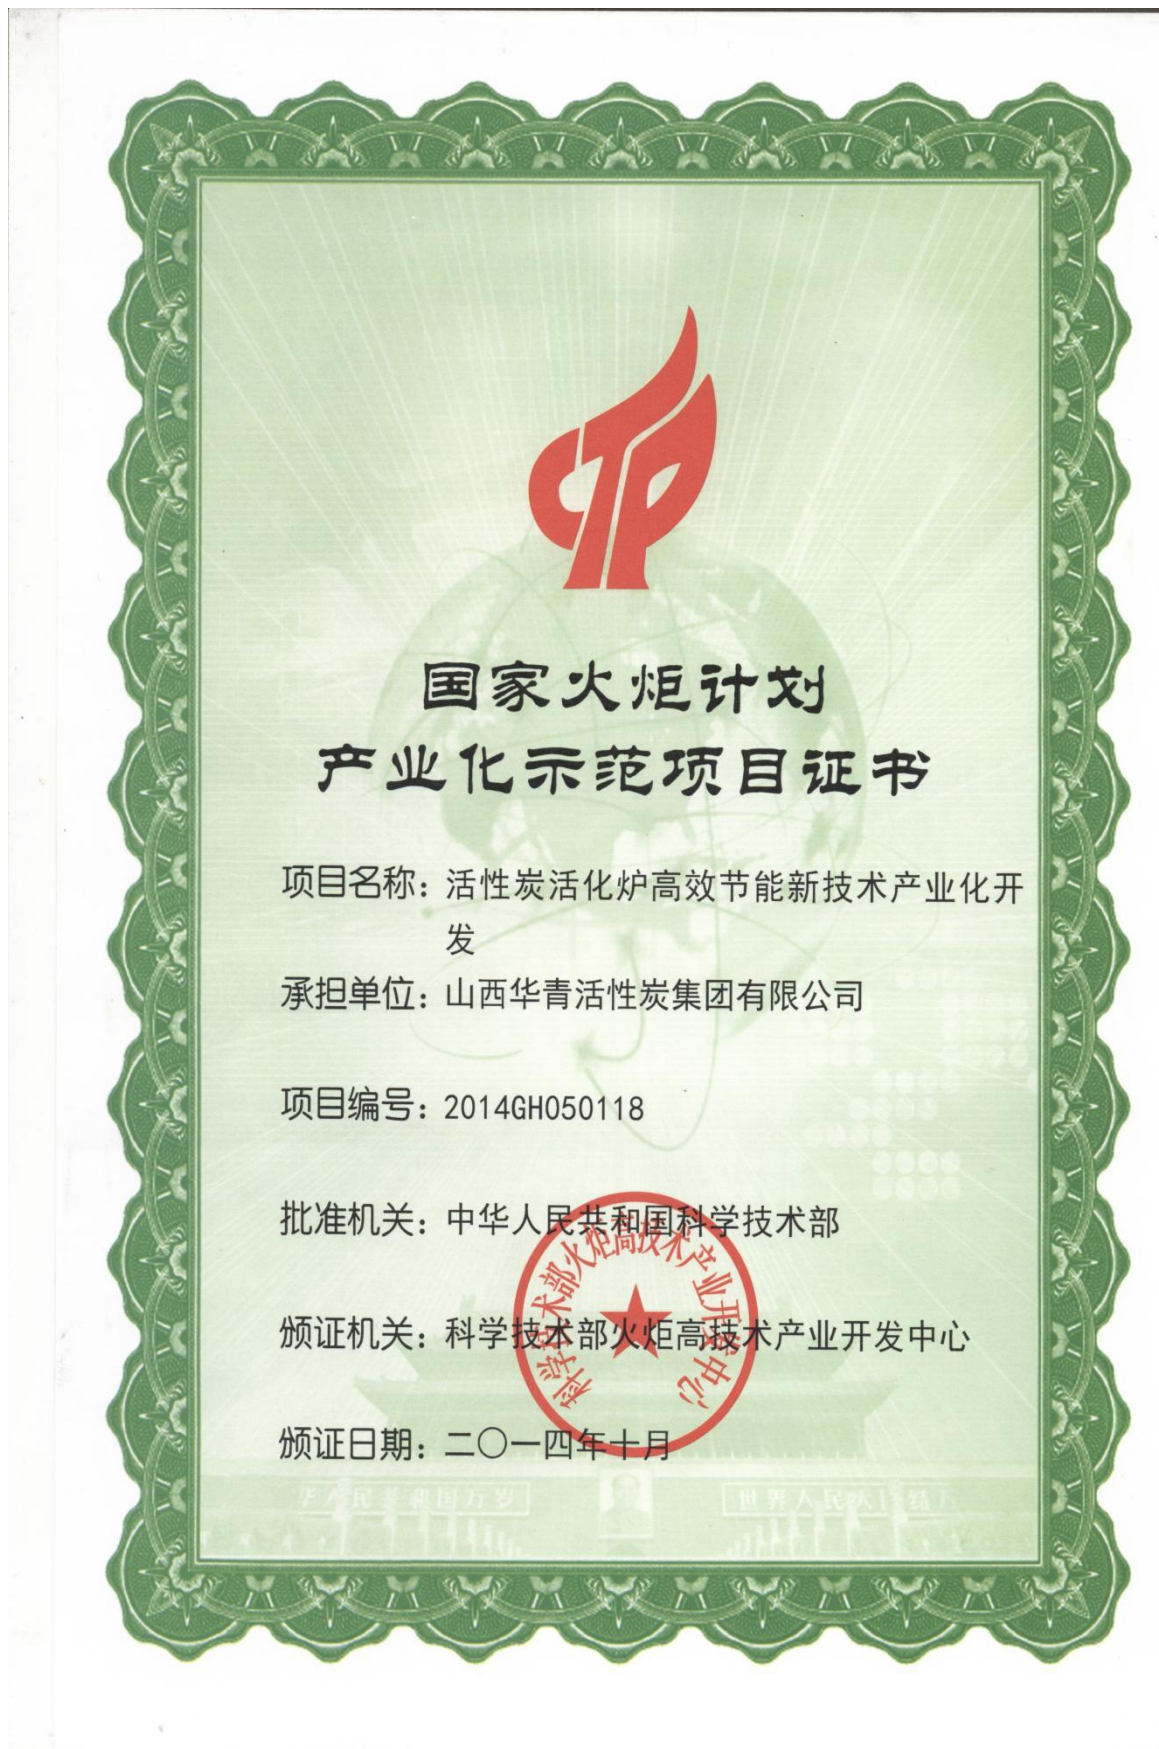 CTP
国家火炬计划
产业化示范项目证书
项目名称：活性炭活化炉高效节能新技术产业化开
发
承担单位：山西华青活性炭集团有限公司
项目编号：2014GH050118
批准机关：中华人民共和国科学技术部
颁证机关：科学技术部火炬高技术产业开发中心
颁证日期：二〇一四年十月
科学技术部火炬高技术产业开发中心